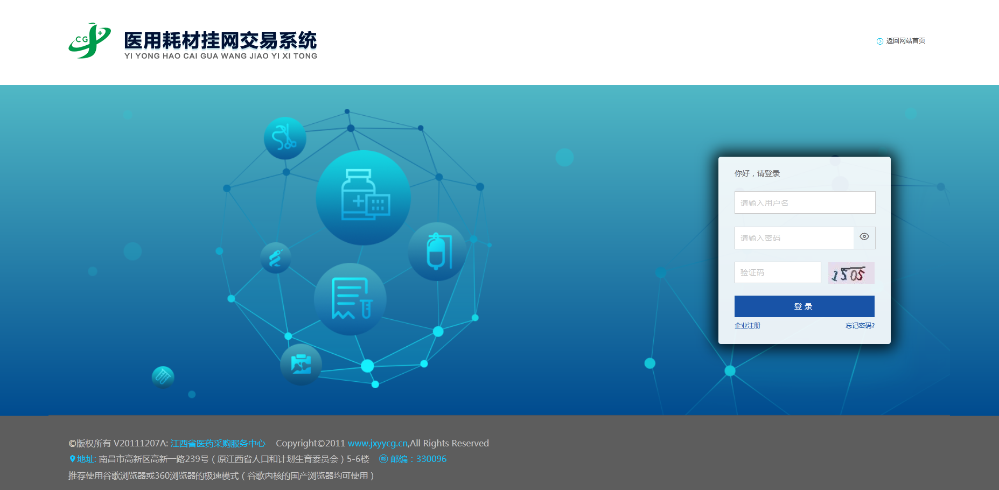 CG
医用耗材挂网交易系统
YI YONG HAO CAI GUA WANG JIAO YI XI TONG
返回网站首页
你好，请登录
请输入用户名
请输入密码
验证码
1505
登 录
企业注册
忘记密码?
©版权所有 V20111207A: 江西省医药采购服务中心 Copyright©2011 www.jxyycg.cn,All Rights Reserved
地址: 南昌市高新区高新一路239号（原江西省人口和计划生育委员会）5-6楼 邮 邮编：330096
推荐使用谷歌浏览器或360浏览器的极速模式（谷歌内核的国产浏览器均可使用）